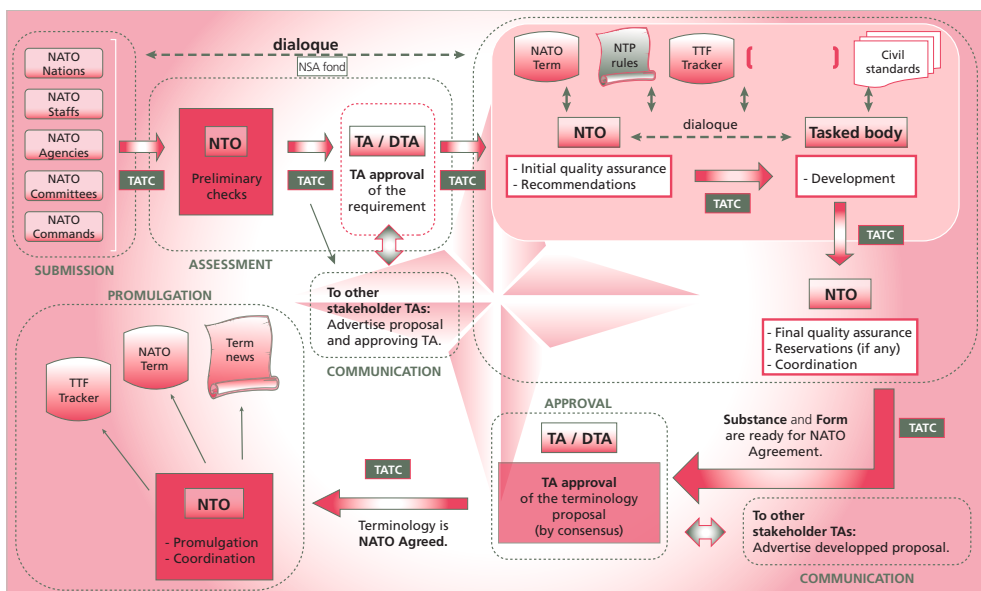 NATO
Nations
NATO
Staffs
NATO
Agencies
NATO
Committees
NATO
Commands
SUBMISSION
dialoque
NSA fond
TATC
NTO
Preliminary
checks
TATC
TA / DTA
TA approval
of the
requirement
TATC
ASSESSMENT
To other
stakeholder TAs:
Advertise proposal
and approving TA.
COMMUNICATION
NATO
Term
NTP
rules
TTF
Tracker
Civil
standards
NTO
dialoque
Tasked body
- Initial quality assurance
- Recommendations
TATC
- Development
TATC
NTO
- Final quality assurance
- Reservations (if any)
- Coordination
TATC
Substance and Form
are ready for NATO
Agreement.
APPROVAL
TA / DTA
TA approval
of the terminology
proposal
(by consensus)
To other
stakeholder TAs:
Advertise developped proposal.
COMMUNICATION
TATC
Terminology is
NATO Agreed.
PROMULGATION
TTF
Tracker
NATO
Term
Term
news
NTO
- Promulgation
- Coordination